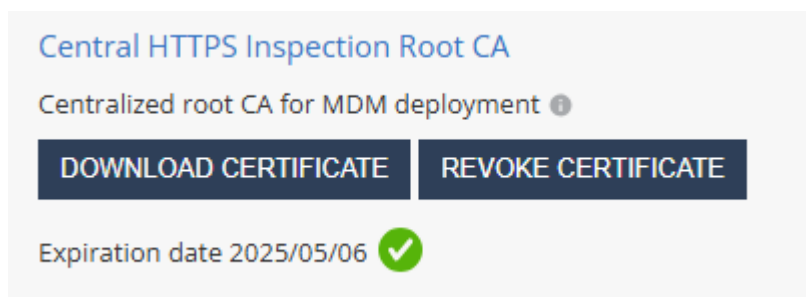 Central HTTPS Inspection Root CA
Centralized root CA for MDM deployment
DOWNLOAD CERTIFICATE REVOKE CERTIFICATE
Expiration date 2025/05/06